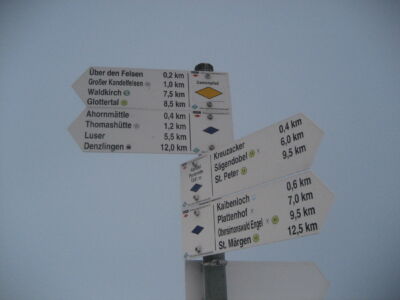 Über den Felsen 0,2 km
Großer Kandelfelsen 1,0 km
Waldkirch 7,5 km
Glottertal 8,5 km
Ahornmättle 0,4 km
Thomashütte 1,2 km
Luser 5,5 km
Denzlingen 12,0 km
Kreuzacker 0,4 km
Sägendobel 6,0 km
St. Peter 9,5 km
Kaibenloch 0,6 km
Plattenhof 7,0 km
Obersimonswald Engel 9,5 km
St. Märgen 12,5 km